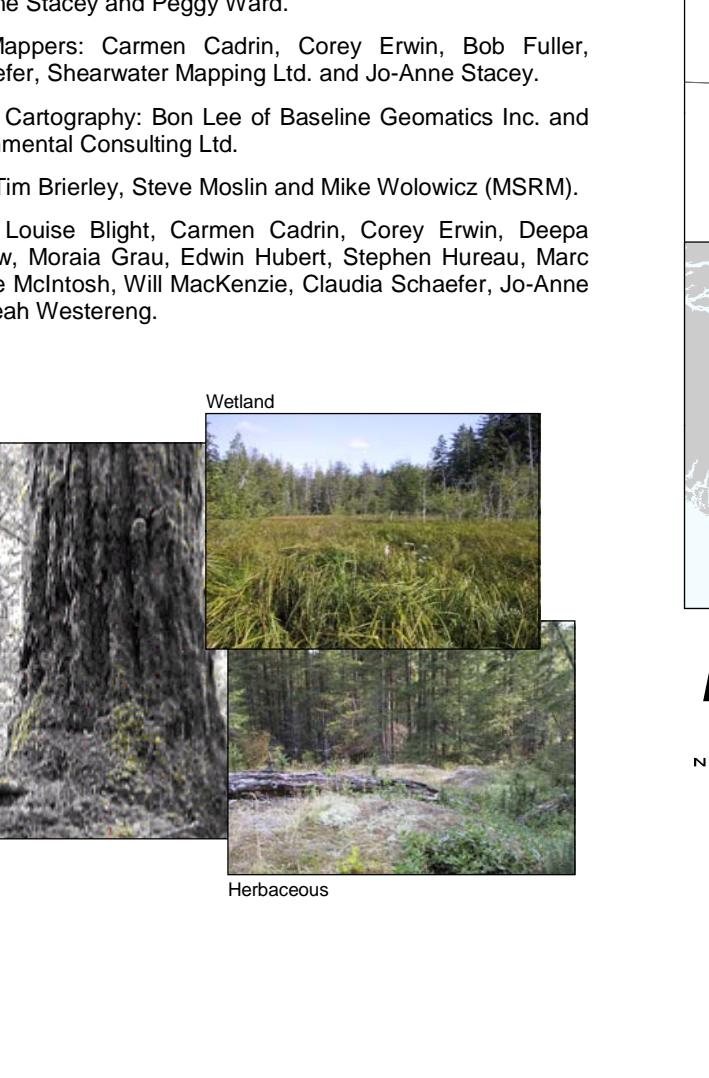 ne Stacey and Peggy Ward.
Mappers: Carmen Cadrin, Corey Erwin, Bob Fuller,
efer, Shearwater Mapping Ltd. and Jo-Anne Stacey.
Cartography: Bon Lee of Baseline Geomatics Inc. and
nmental Consulting Ltd.
Tim Brierley, Steve Moslin and Mike Wolowicz (MSRM).
Louise Blight, Carmen Cadrin, Corey Erwin, Deepa
w, Moraia Grau, Edwin Hubert, Stephen Hureau, Marc
e McIntosh, Will MacKenzie, Claudia Schaefer, Jo-Anne
eah Westereng.
Wetland
Herbaceous
N